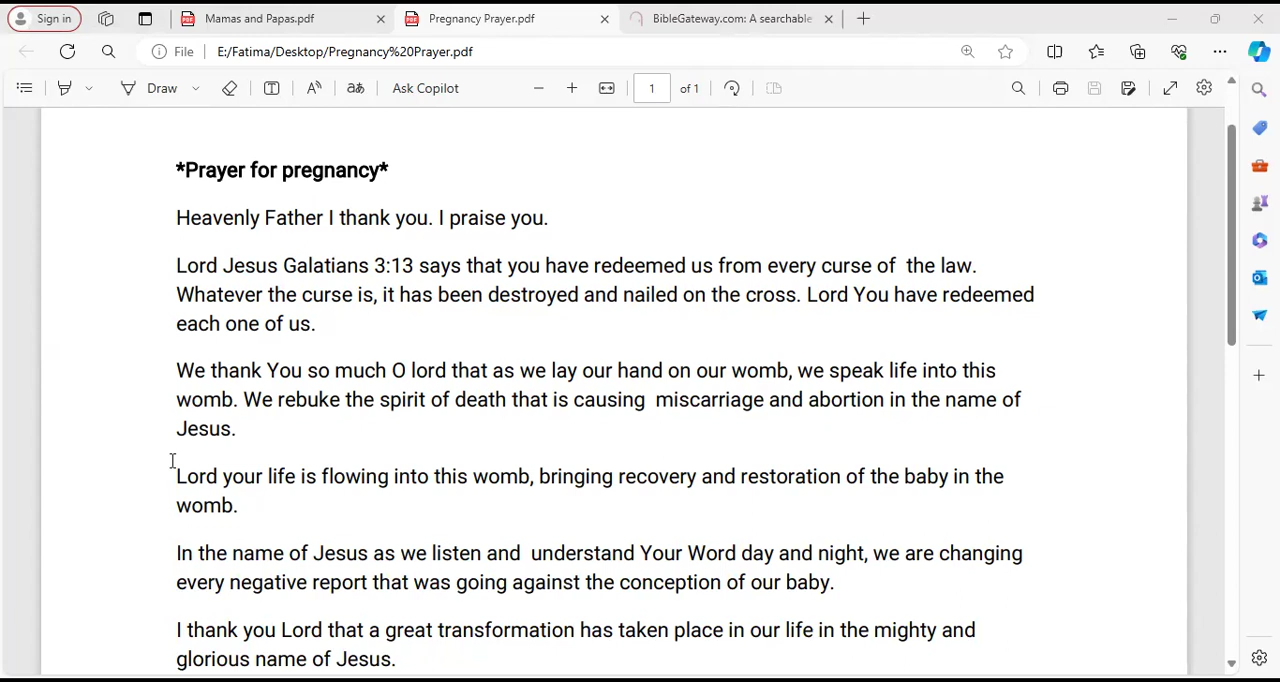 Sign in
Mamas and Papas.pdf
Pregnancy Prayer.pdf
BibleGateway.com: A searchable
File E:/Fatima/Desktop/Pregnancy%20Prayer.pdf
Draw
Ask Copilot
1 of 1
*Prayer for pregnancy*
Heavenly Father I thank you. I praise you.
Lord Jesus Galatians 3:13 says that you have redeemed us from every curse of the law.
Whatever the curse is, it has been destroyed and nailed on the cross. Lord You have redeemed
each one of us.
We thank You so much O lord that as we lay our hand on our womb, we speak life into this
womb. We rebuke the spirit of death that is causing miscarriage and abortion in the name of
Jesus.
Lord your life is flowing into this womb, bringing recovery and restoration of the baby in the
womb.
In the name of Jesus as we listen and understand Your Word day and night, we are changing
every negative report that was going against the conception of our baby.
I thank you Lord that a great transformation has taken place in our life in the mighty and
glorious name of Jesus.